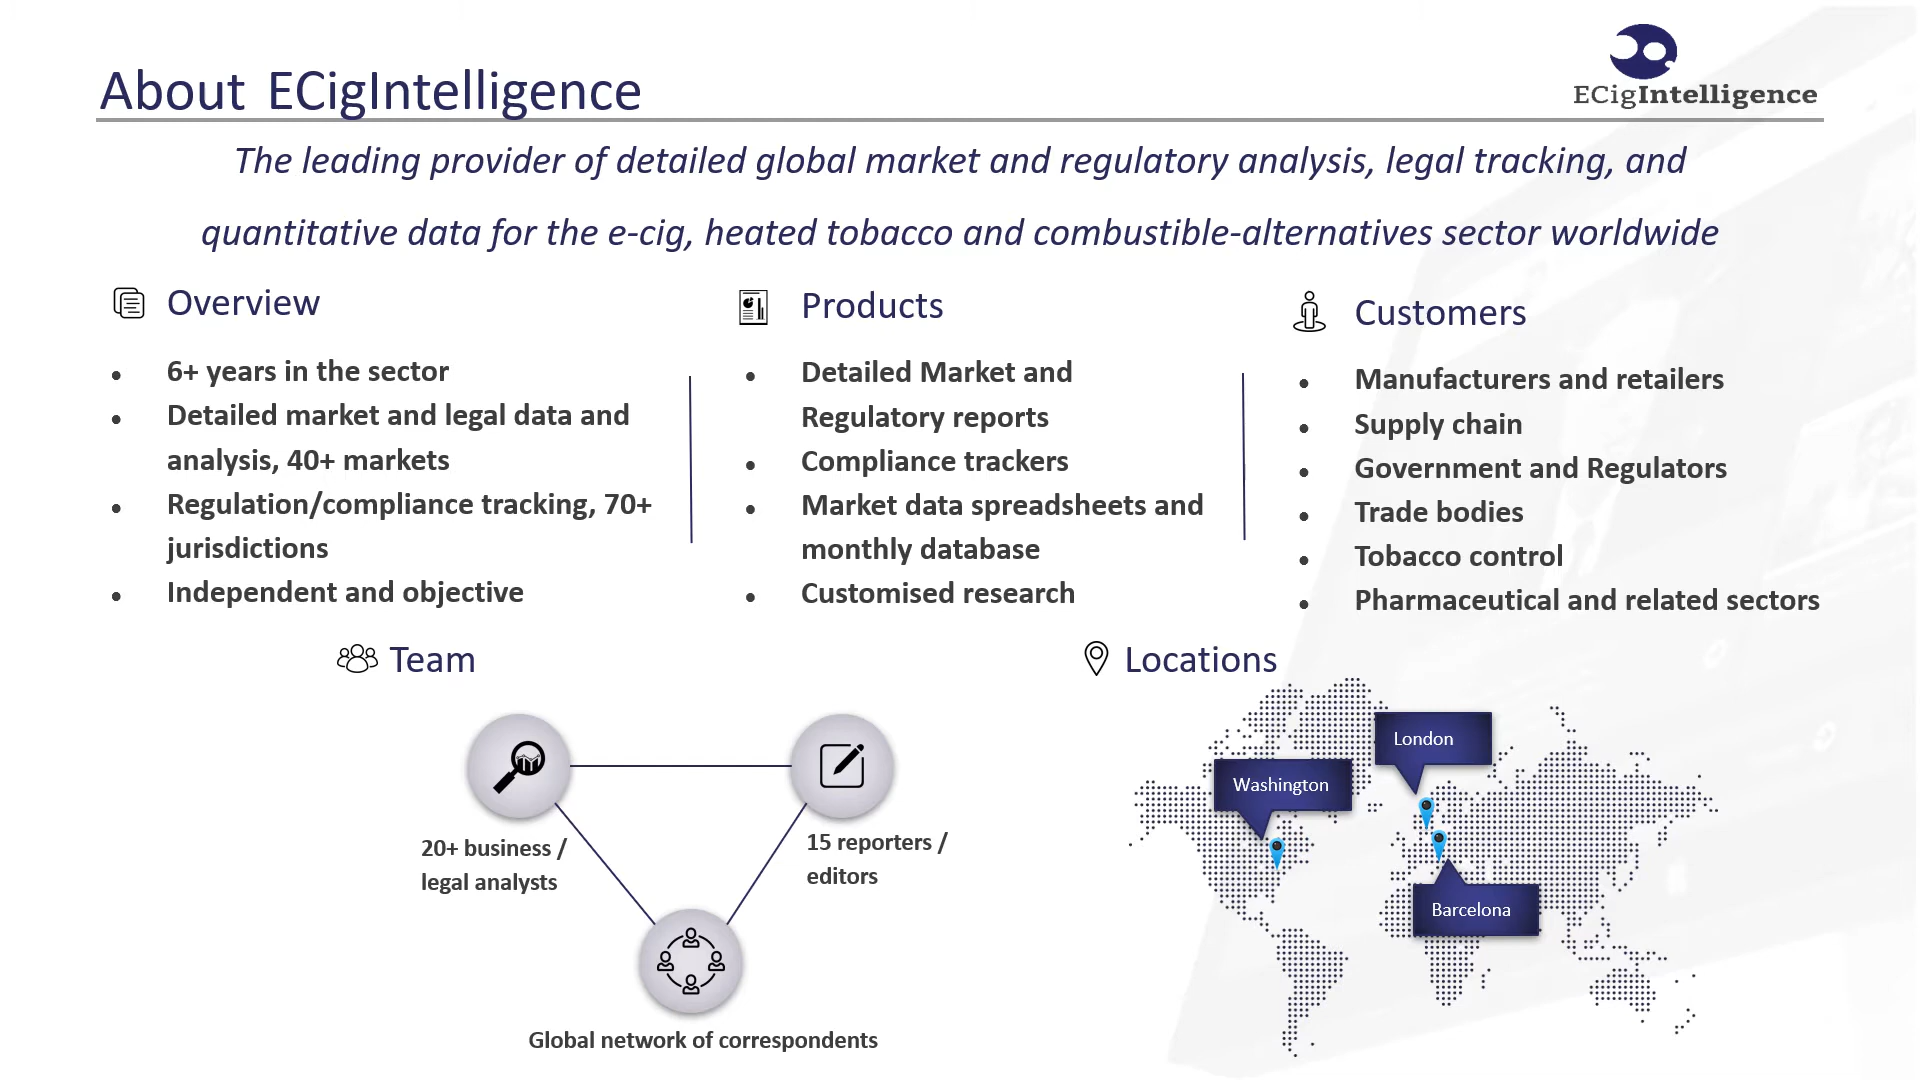 About ECigIntelligence
ECigIntelligence
The leading provider of detailed global market and regulatory analysis, legal tracking, and
quantitative data for the e-cig, heated tobacco and combustible-alternatives sector worldwide
Overview
6+ years in the sector
Detailed market and legal data and
analysis, 40+ markets
Regulation/compliance tracking, 70+
jurisdictions
Independent and objective
Products
Detailed Market and
Regulatory reports
Compliance trackers
Market data spreadsheets and
monthly database
Customised research
Customers
Manufacturers and retailers
Supply chain
Government and Regulators
Trade bodies
Tobacco control
Pharmaceutical and related sectors
Team
20+ business /
legal analysts
15 reporters /
editors
Global network of correspondents
Locations
London
Washington
Barcelona